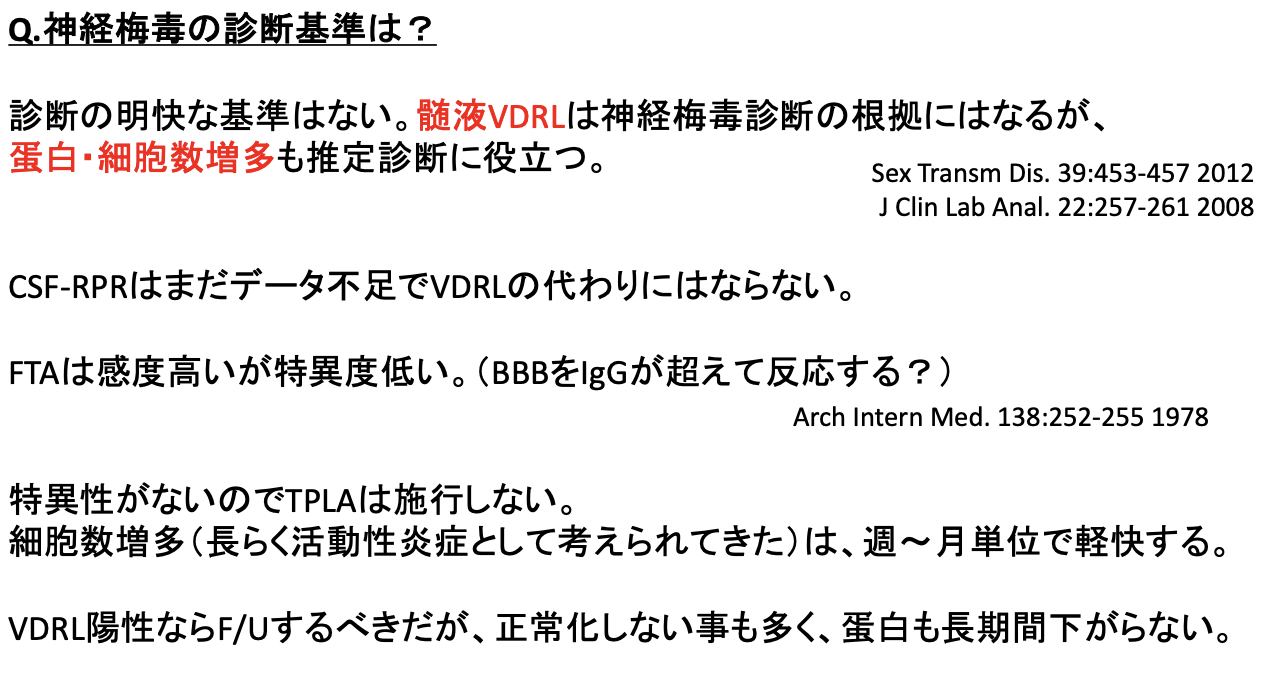 Q.神経梅毒の診断基準は？
診断の明快な基準はない。髄液VDRLは神経梅毒診断の根拠にはなるが、
蛋白・細胞数増多も推定診断に役立つ。
Sex Transm Dis. 39:453-457 2012
J Clin Lab Anal. 22:257-261 2008
CSF-RPRはまだデータ不足でVDRLの代わりにはならない。
FTAは感度高いが特異度低い。（BBBをIgGが超えて反応する？）
Arch Intern Med. 138:252-255 1978
特異性がないのでTPLAは施行しない。
細胞数増多（長らく活動性炎症として考えられてきた）は、週～月単位で軽快する。
VDRL陽性ならF/Uするべきだが、正常化しない事も多く、蛋白も長期間下がらない。